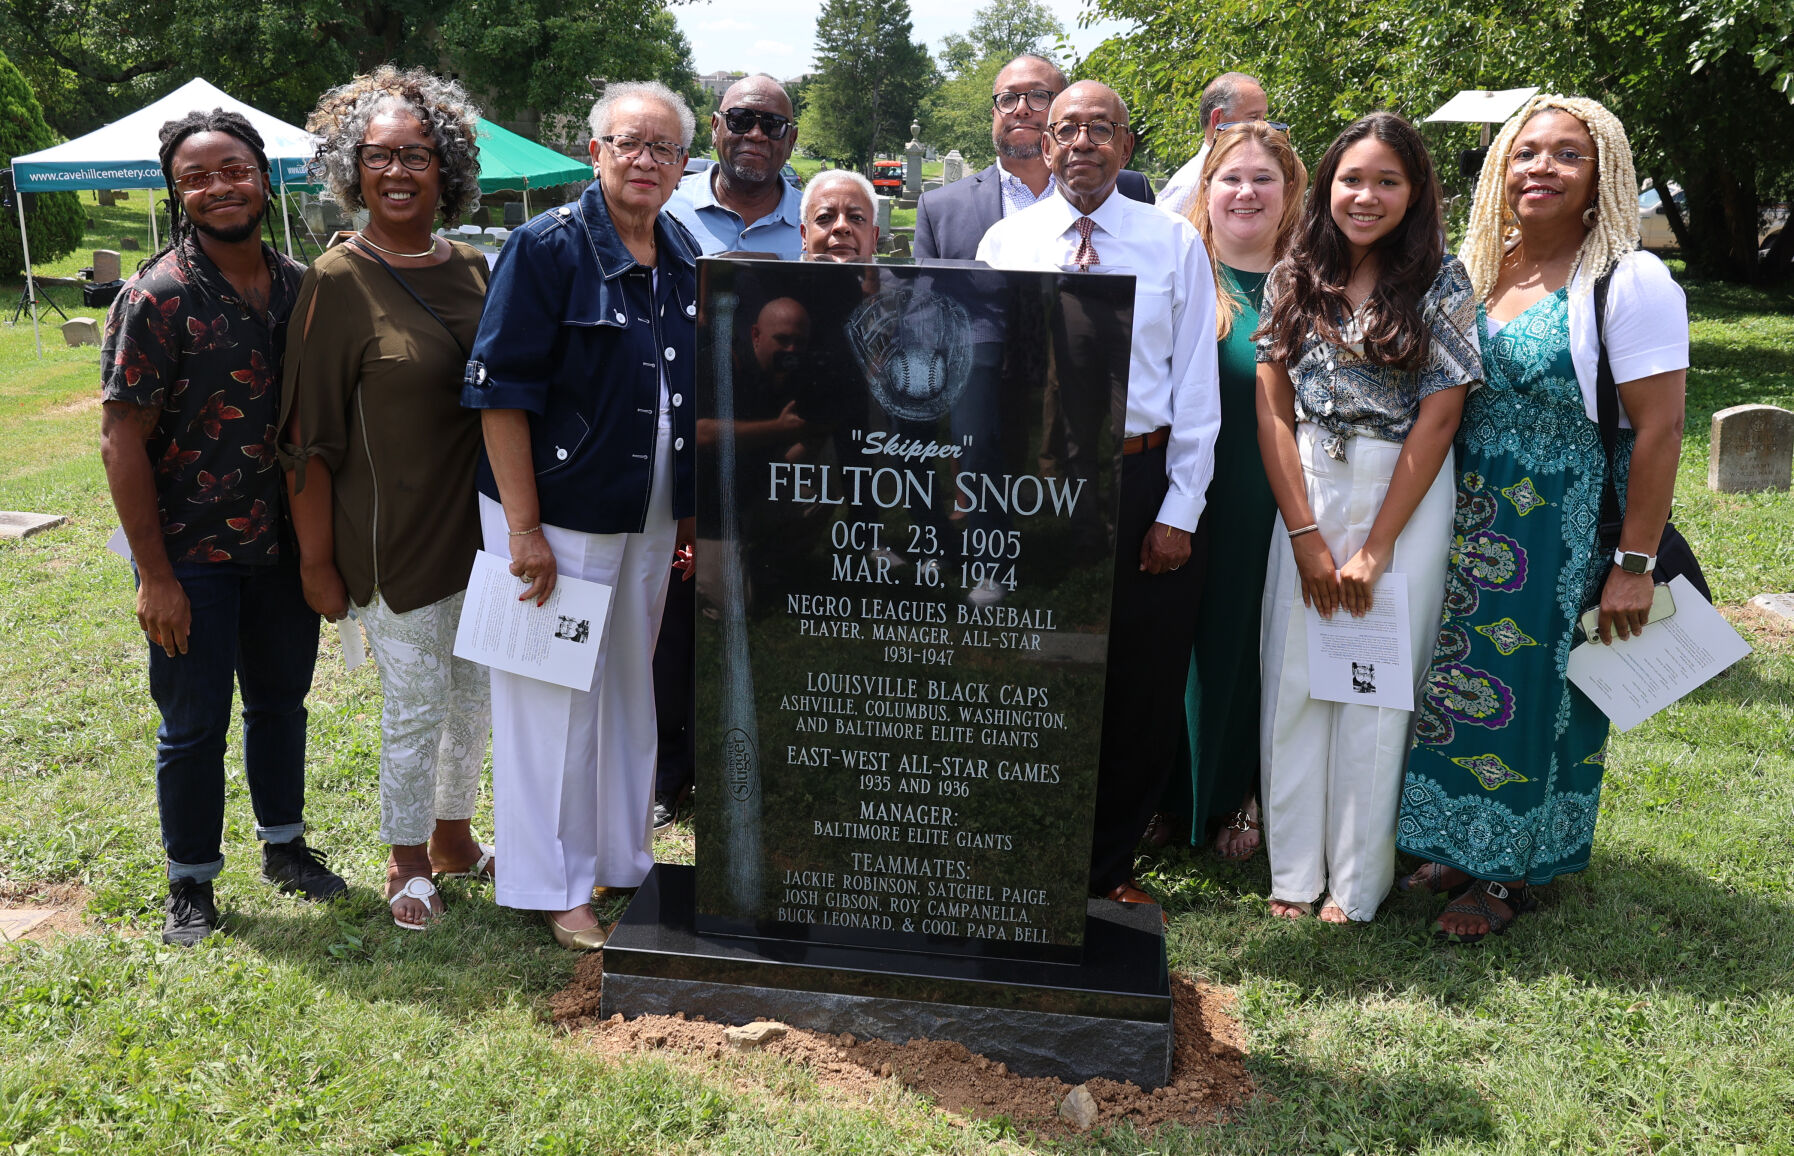 WWW.CAVEHILLCEMETERY.COM
"Skipper"
FELTON SNOW
OCT. 23, 1905
MAR. 16, 1974
NEGRO LEAGUES BASEBALL
PLAYER, MANAGER, ALL-STAR
1931-1947
LOUISVILLE BLACK CAPS
ASHVILLE, COLUMBUS, WASHINGTON,
AND BALTIMORE ELITE GIANTS
EAST-WEST ALL-STAR GAMES
1935 AND 1936
MANAGER:
BALTIMORE ELITE GIANTS
TEAMMATES:
JACKIE ROBINSON, SATCHEL PAIGE,
JOSH GIBSON, ROY CAMPANELLA,
BUCK LEONARD, & COOL PAPA BELL
LOUISVILLE
Slugger